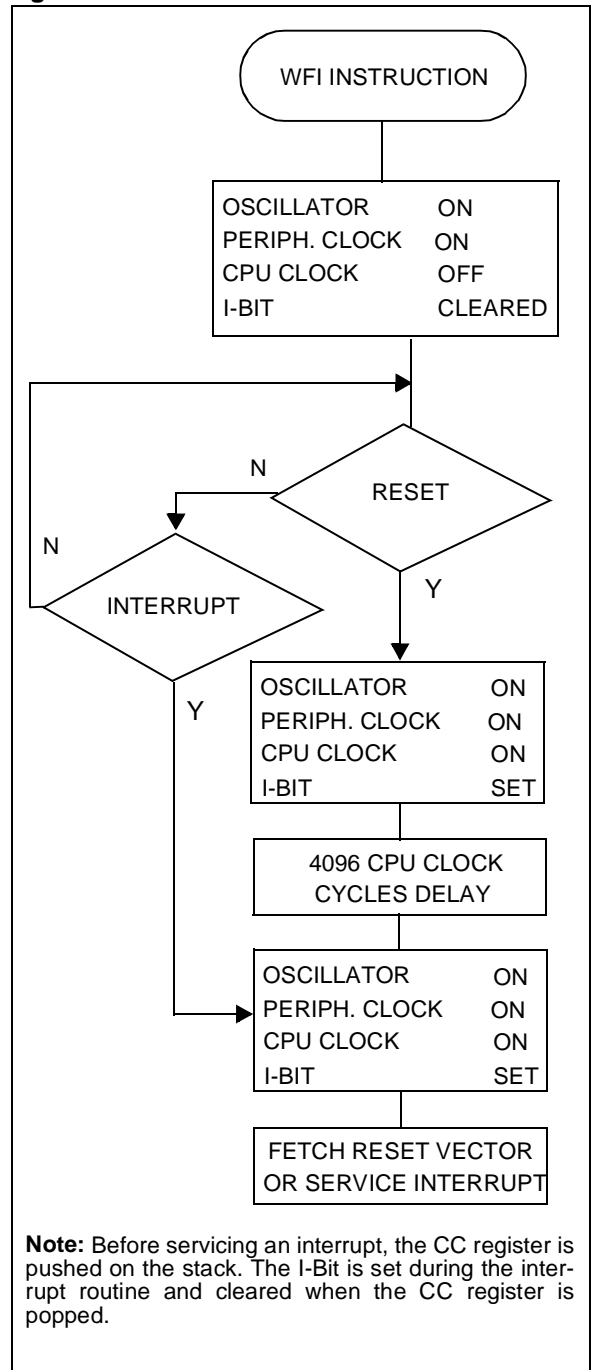 WFI INSTRUCTION
OSCILLATOR ON
PERIPH. CLOCK ON
CPU CLOCK OFF
I-BIT CLEARED
N
RESET
N
INTERRUPT
Y
Y
OSCILLATOR ON
PERIPH. CLOCK ON
CPU CLOCK ON
I-BIT SET
4096 CPU CLOCK
CYCLES DELAY
OSCILLATOR ON
PERIPH. CLOCK ON
CPU CLOCK ON
I-BIT SET
FETCH RESET VECTOR
OR SERVICE INTERRUPT
Note: Before servicing an interrupt, the CC register is
pushed on the stack. The I-Bit is set during the inter-
rupt routine and cleared when the CC register is
popped.